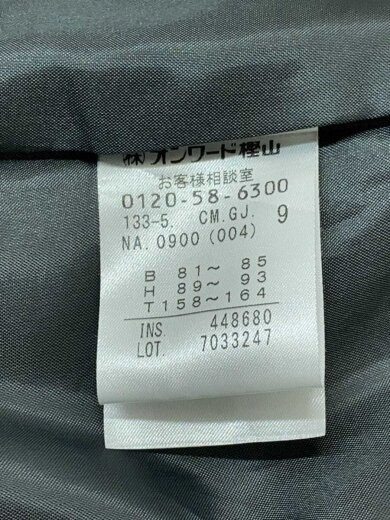 (株)オンワード樫山
お客様相談室
0120-58-6300
133-5. CM.GJ. 9
NA. 0900 (004)
B 81～ 85
H 89～ 93
T 158～164
INS 448680
LOT. 7033247